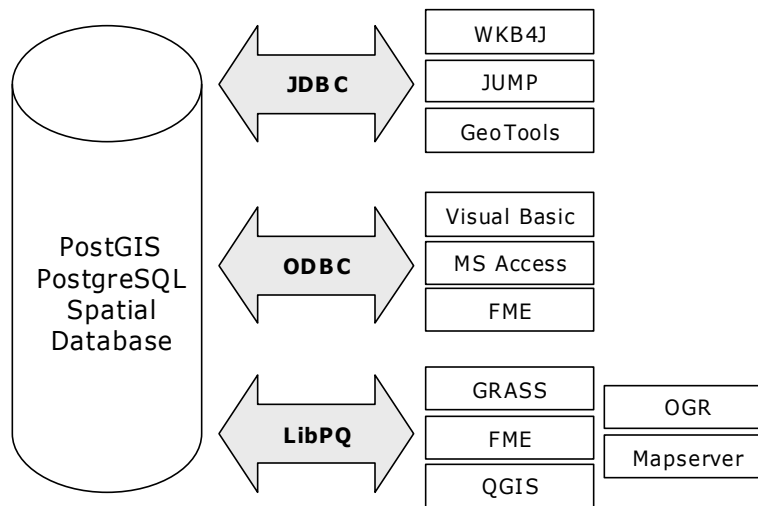 PostGIS
PostgreSQL
Spatial
Database
JDBC
WKB4J
JUMP
GeoTools
ODBC
Visual Basic
MS Access
FME
LibPQ
GRASS
FME
QGIS
OGR
Mapserver